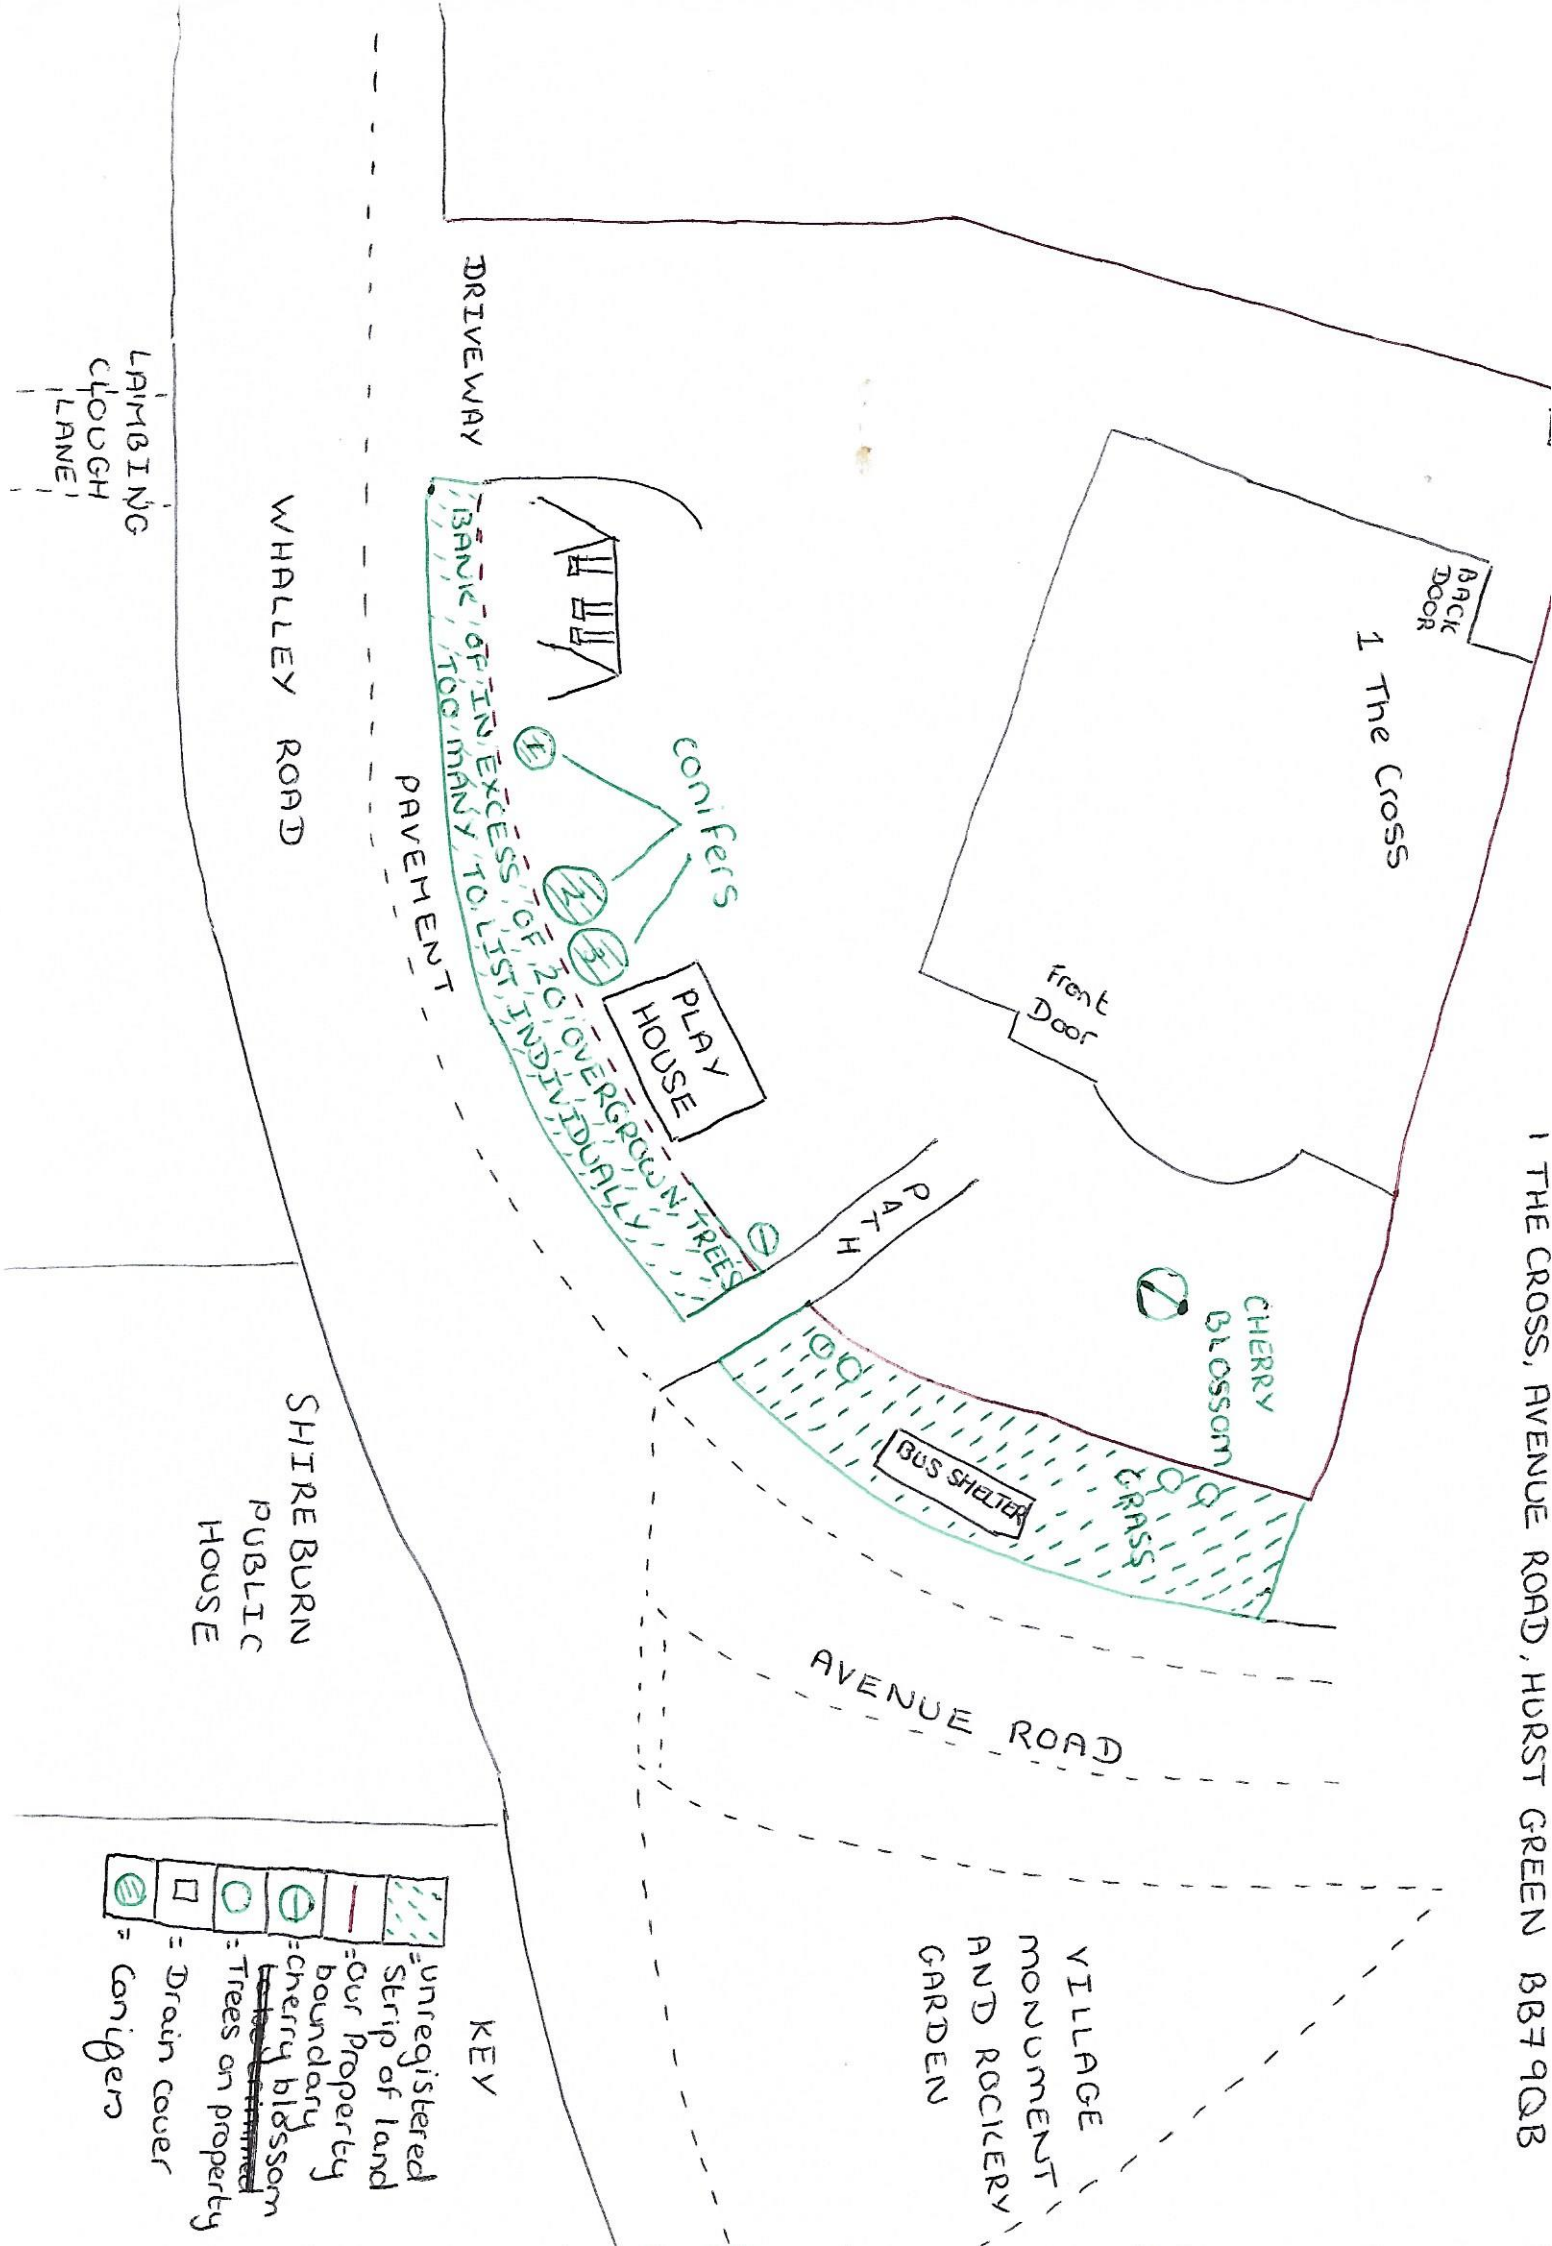 1 THE CROSS, AVENUE ROAD, HURST GREEN BB7 9QB
BACK
DOOR
1 The Cross
Front
Door
CHERRY
BLOSSOM
GRASS
BUS SHELTER
PATH
VILLAGE
MONUMENT
AND ROCKERY
GARDEN
AVENUE ROAD
conifers
PLAY
HOUSE
1
2
3
DRIVEWAY
BANK OF IN EXCESS OF 20 OVERGROWN TREES
TOO MANY TO LIST INDIVIDUALLY
PAVEMENT
WHALLEY ROAD
LAMBING
CLOUGH
LANE
SHIREBURN
PUBLIC
HOUSE
KEY
= Unregistered
Strip of land
= Our Property
boundary
= Cherry blossom
= Trees on property
= Drain cover
= Conifers